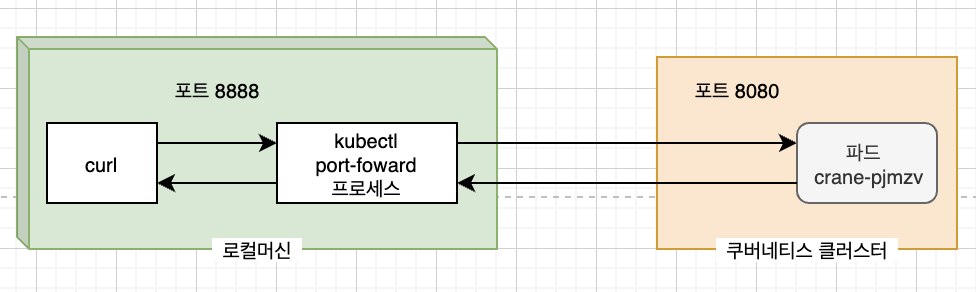 포트 8888
curl
kubectl
port-foward
프로세스
로컬머신
포트 8080
파드
crane-pjmzv
쿠버네티스 클러스터